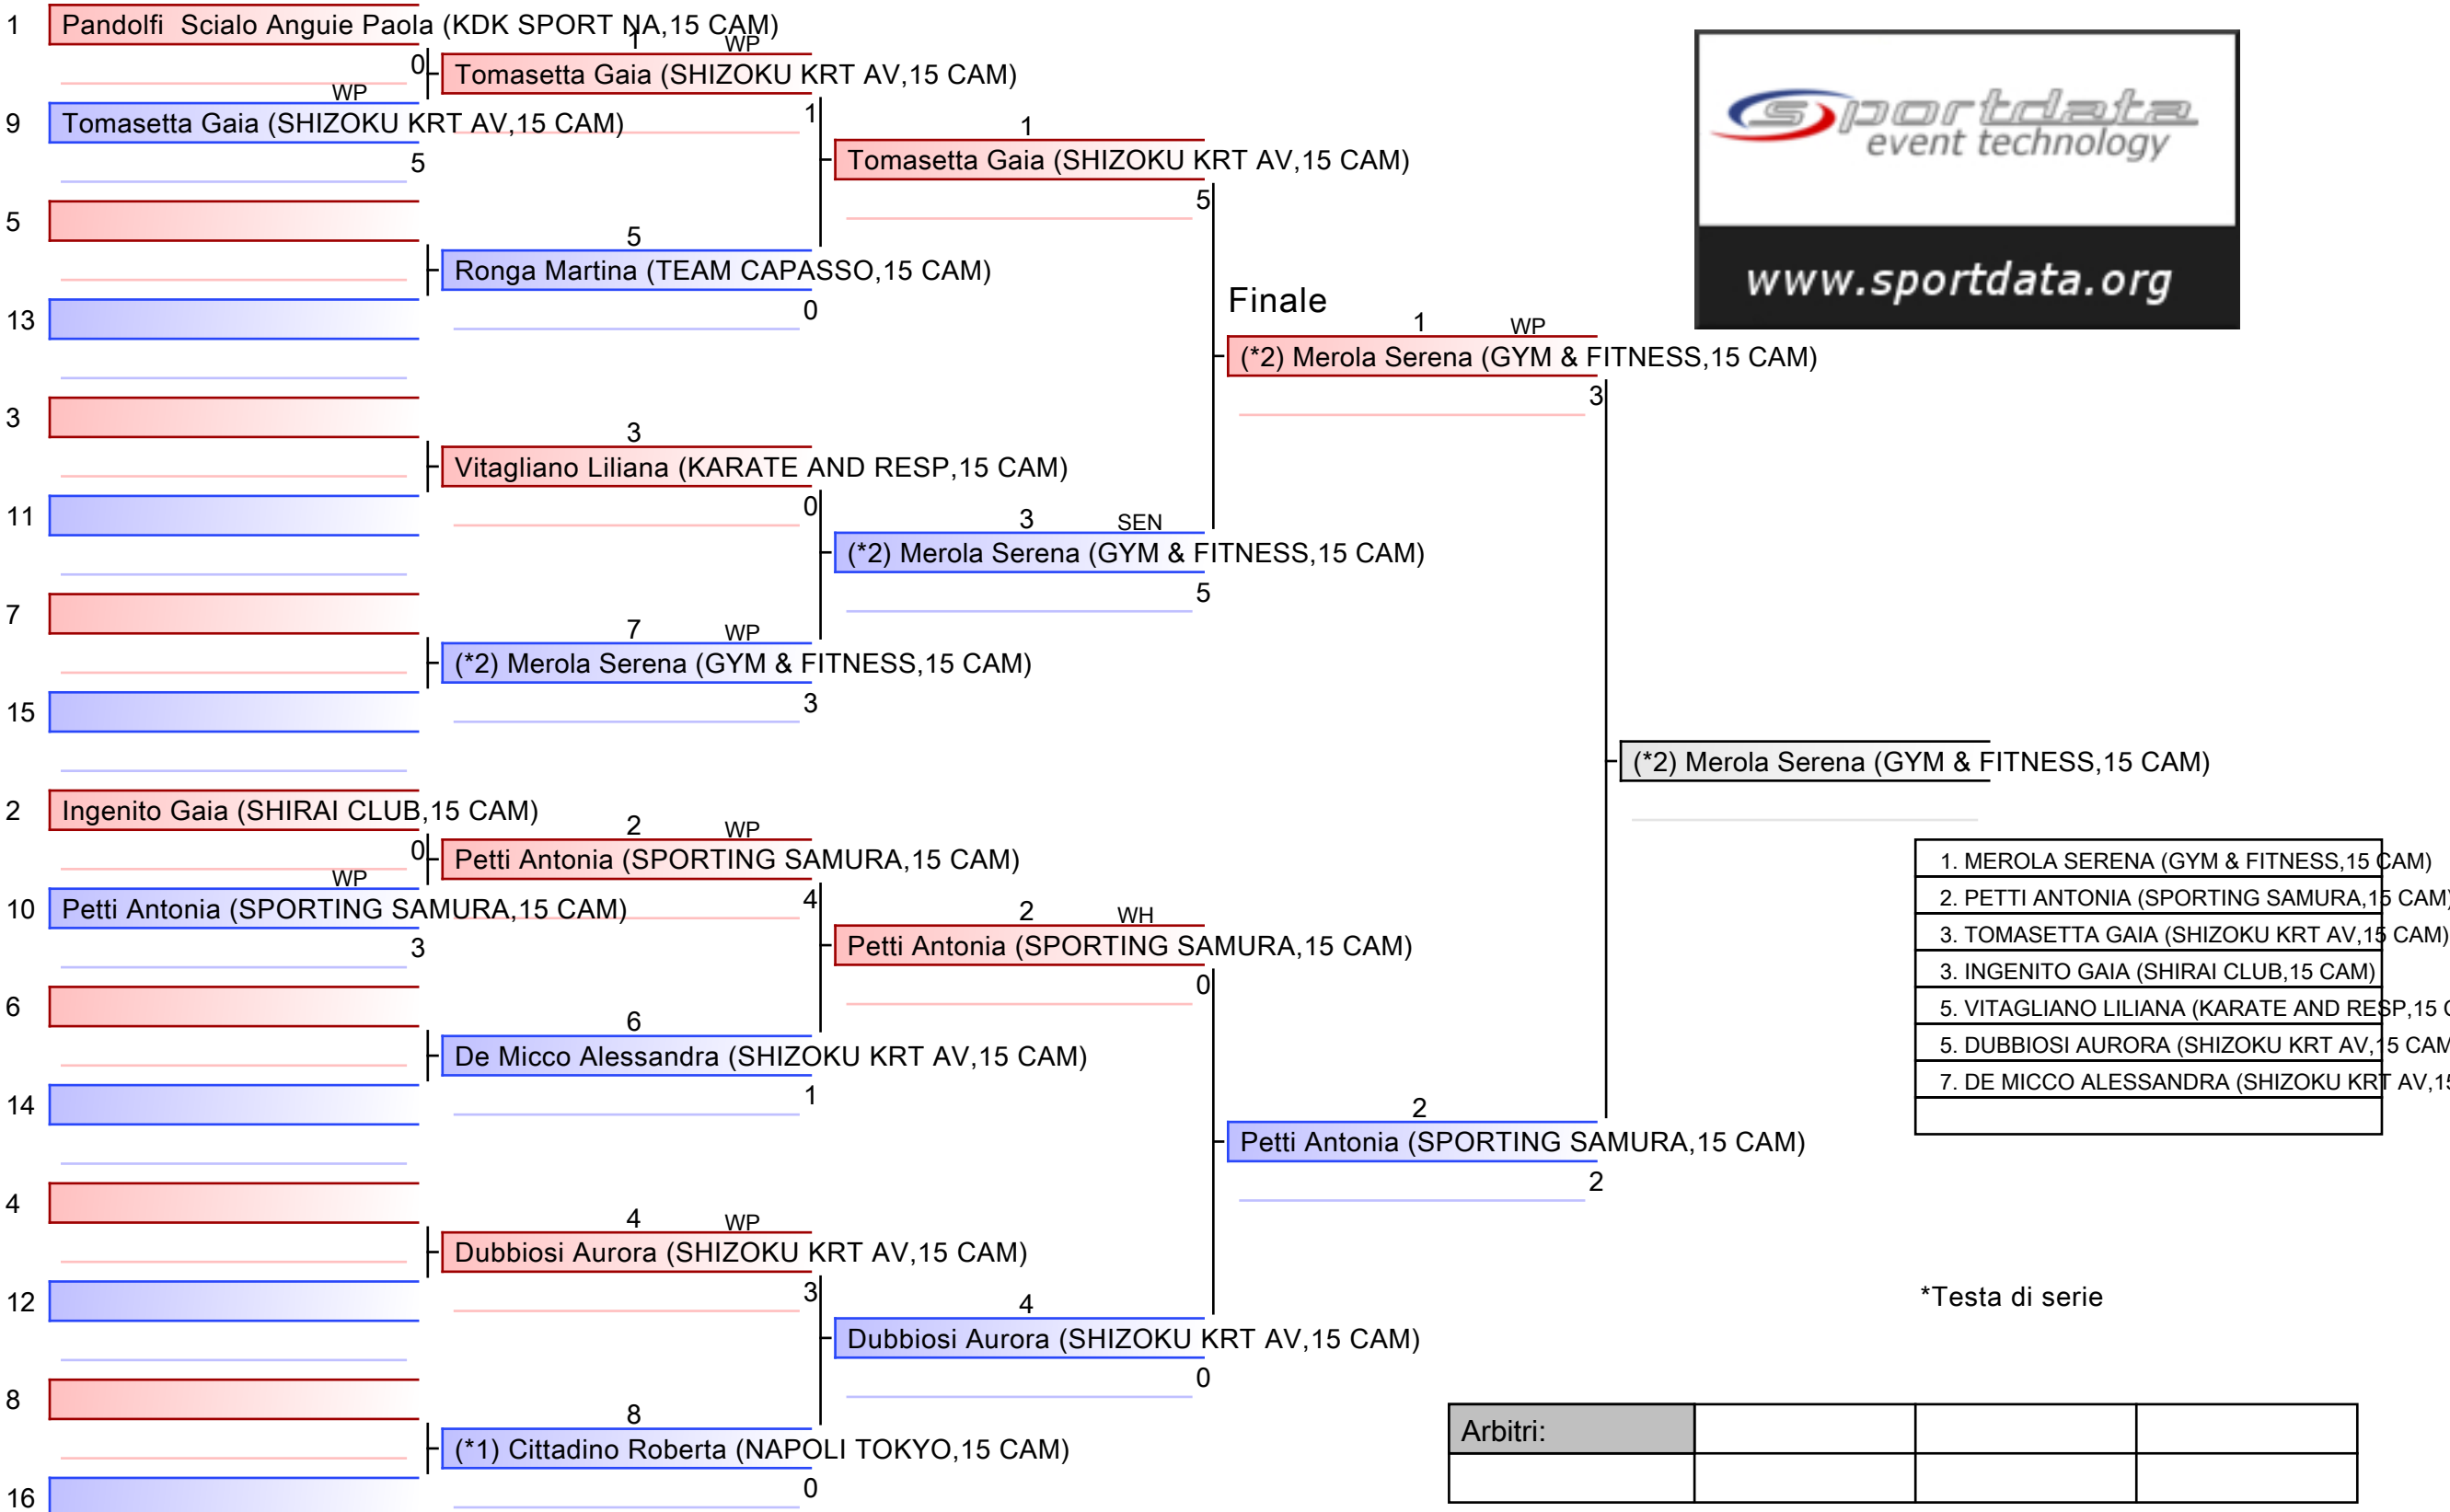 1 Pandolfi  Scialo Anguie Paola (KDK SPORT NA,15 CAM)
0
WP
9 Tomasetta Gaia (SHIZOKU KRT AV,15 CAM)
5
5
13
3
11
7
15
2 Ingenito Gaia (SHIRAI CLUB,15 CAM)
0
WP
10 Petti Antonia (SPORTING SAMURA,15 CAM)
3
6
14
4
12
8
16
1 WP
Tomasetta Gaia (SHIZOKU KRT AV,15 CAM)
1
5
Ronga Martina (TEAM CAPASSO,15 CAM)
0
3
Vitagliano Liliana (KARATE AND RESP,15 CAM)
0
7 WP
(*2) Merola Serena (GYM & FITNESS,15 CAM)
3
2 WP
Petti Antonia (SPORTING SAMURA,15 CAM)
4
6
De Micco Alessandra (SHIZOKU KRT AV,15 CAM)
1
4 WP
Dubbiosi Aurora (SHIZOKU KRT AV,15 CAM)
3
8
(*1) Cittadino Roberta (NAPOLI TOKYO,15 CAM)
0
1
Tomasetta Gaia (SHIZOKU KRT AV,15 CAM)
5
3 SEN
(*2) Merola Serena (GYM & FITNESS,15 CAM)
5
2 WH
Petti Antonia (SPORTING SAMURA,15 CAM)
0
4
Dubbiosi Aurora (SHIZOKU KRT AV,15 CAM)
0
Finale
1 WP
(*2) Merola Serena (GYM & FITNESS,15 CAM)
3
2
Petti Antonia (SPORTING SAMURA,15 CAM)
2
(*2) Merola Serena (GYM & FITNESS,15 CAM)
sportdata
event technology
www.sportdata.org
1. MEROLA SERENA (GYM & FITNESS,15 CAM)
2. PETTI ANTONIA (SPORTING SAMURA,15 CAM)
3. TOMASETTA GAIA (SHIZOKU KRT AV,15 CAM)
3. INGENITO GAIA (SHIRAI CLUB,15 CAM)
5. VITAGLIANO LILIANA (KARATE AND RESP,15
5. DUBBIOSI AURORA (SHIZOKU KRT AV,15 CAM
7. DE MICCO ALESSANDRA (SHIZOKU KRT AV,15
*Testa di serie
Arbitri: